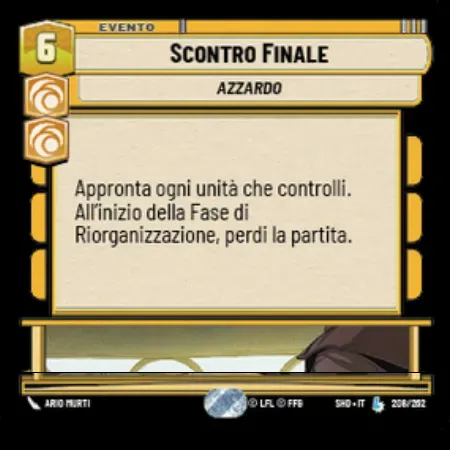 EVENTO
6
SCONTRO FINALE
AZZARDO
Appronta ogni unità che controlli.
All'inizio della Fase di
Riorganizzazione, perdi la partita.
ARIO MURTI
© LFL © FFG
SHD • IT
208/262